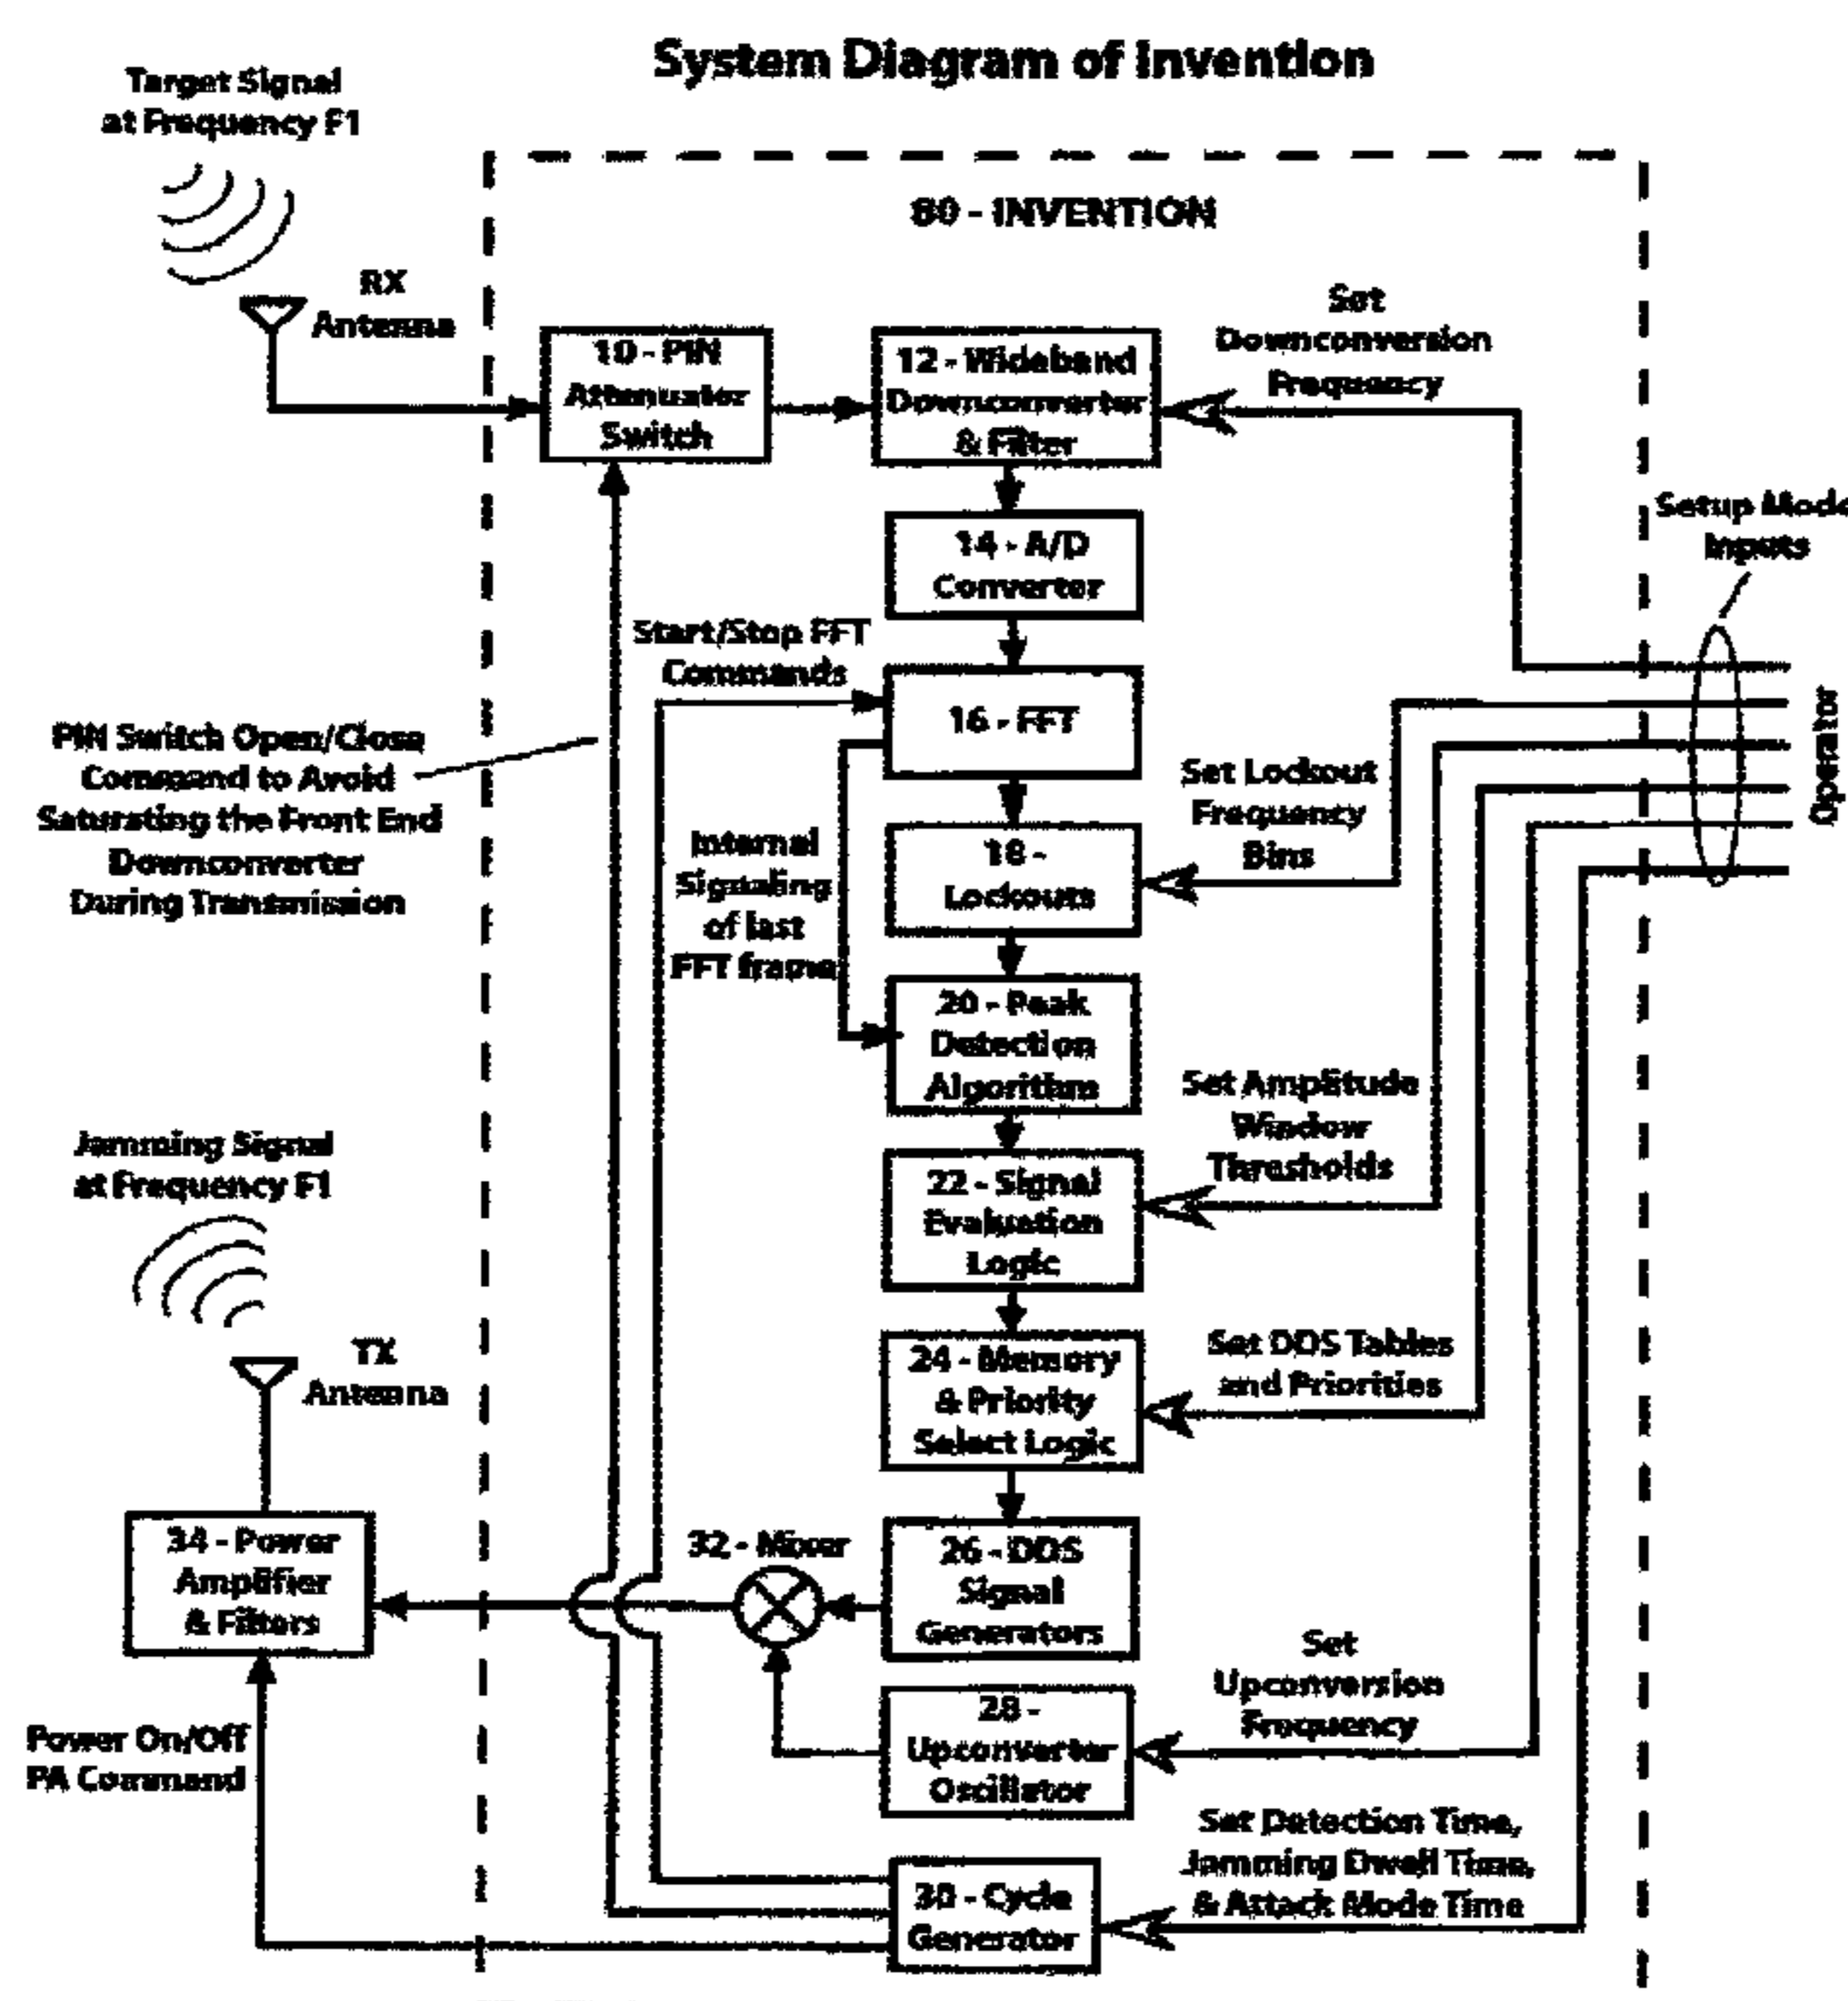 System Diagram of Invention
Target Signal
at Frequency F1
60 - INVENTION
RX
Antenna
10 - PIN
Attenuator
Switch
12 - Wideband
Downconverter
& Filter
Set
Downconversion
Frequency
Setup Mode
Inputs
14 - A/D
Converter
Start/Stop FFT
Commands
16 - FFT
Operator
PIN Switch Open/Close
Command to Avoid
Saturating the Front End
Downconverter
During Transmission
Set Lockout
Frequency
Bins
Internal
Signaling
of last
FFT frame
18 -
Lockouts
20 - Peak
Detection
Algorithm
Set Amplitude
Window
Thresholds
Jamming Signal
at Frequency F1
22 - Signal
Evaluation
Logic
TX
Antenna
24 - Memory
& Priority
Select Logic
Set DDS Tables
and Priorities
34 - Power
Amplifier
& Filters
32 - Mixer
26 - DDS
Signal
Generators
Set
Upconversion
Frequency
28 -
Upconverter
Oscillator
Power On/Off
PA Command
Set Detection Time,
Jamming Dwell Time,
& Attack Mode Time
30 - Cycle
Generator